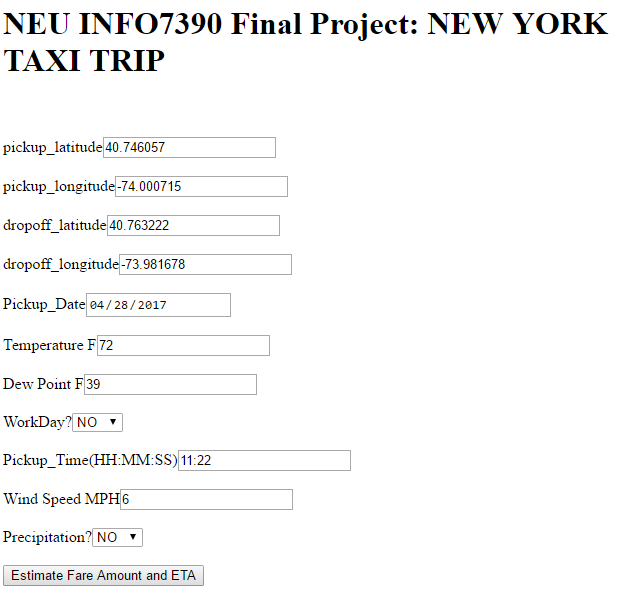 NEU INFO7390 Final Project: NEW YORK
TAXI TRIP
pickup_latitude 40.746057
pickup_longitude -74.000715
dropoff_latitude 40.763222
dropoff_longitude -73.981678
Pickup_Date 04/28/2017
Temperature F 72
Dew Point F 39
WorkDay? NO
Pickup_Time(HH:MM:SS) 11:22
Wind Speed MPH 6
Precipitation? NO
Estimate Fare Amount and ETA